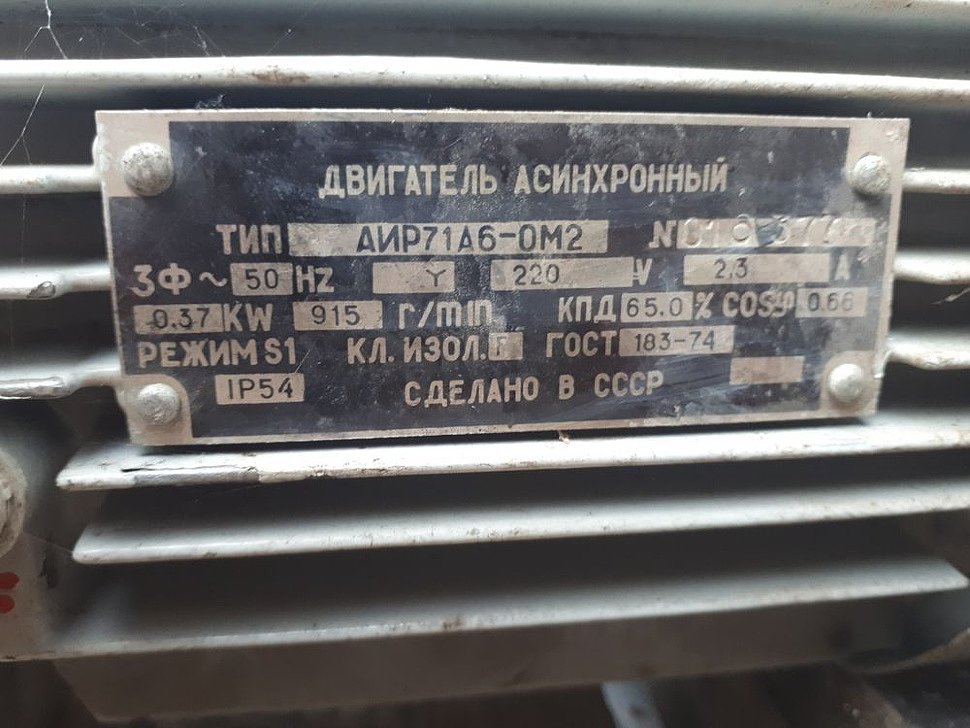 ДВИГАТЕЛЬ АСИНХРОННЫЙ
ТИП АИР71А6-ОМ2 N
3Ф~ 50 Hz Y 220 V 2.3 A
0.37 KW 915 r/min КПД 65.0 % COSφ 0.66
РЕЖИМ S1 КЛ. ИЗОЛ. F ГОСТ 183-74
IP54 СДЕЛАНО В СССР